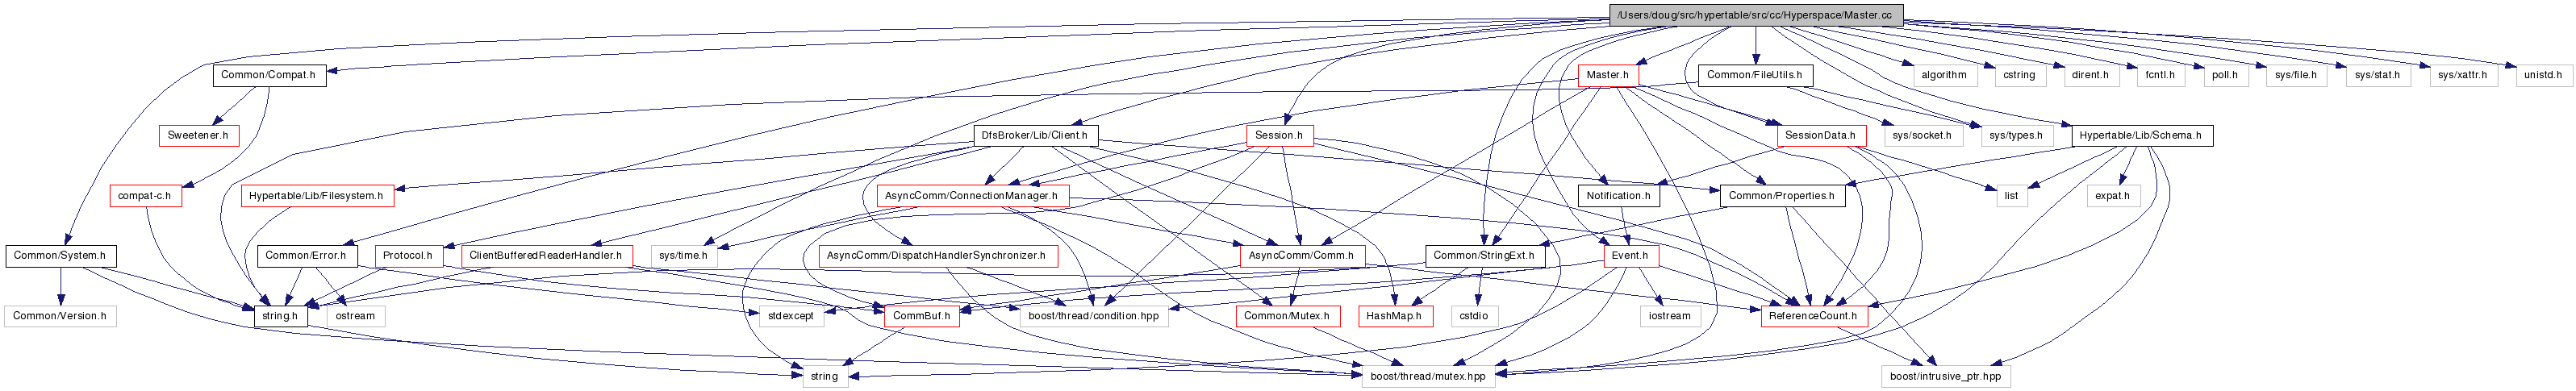 /Users/doug/src/hypertable/src/cc/Hyperspace/Master.cc
Common/Compat.h
Master.h
Common/FileUtils.h
algorithm
cstring
dirent.h
fcntl.h
poll.h
sys/file.h
sys/stat.h
sys/xattr.h
unistd.h
Sweetener.h
DfsBroker/Lib/Client.h
Session.h
SessionData.h
sys/socket.h
sys/types.h
Hypertable/Lib/Schema.h
compat-c.h
Hypertable/Lib/Filesystem.h
AsyncComm/ConnectionManager.h
Notification.h
Common/Properties.h
list
expat.h
Common/System.h
Common/Error.h
Protocol.h
ClientBufferedReaderHandler.h
sys/time.h
AsyncComm/DispatchHandlerSynchronizer.h
AsyncComm/Comm.h
Common/StringExt.h
Event.h
Common/Version.h
string.h
ostream
stdexcept
CommBuf.h
boost/thread/condition.hpp
Common/Mutex.h
HashMap.h
cstdio
iostream
ReferenceCount.h
string
boost/thread/mutex.hpp
boost/intrusive_ptr.hpp